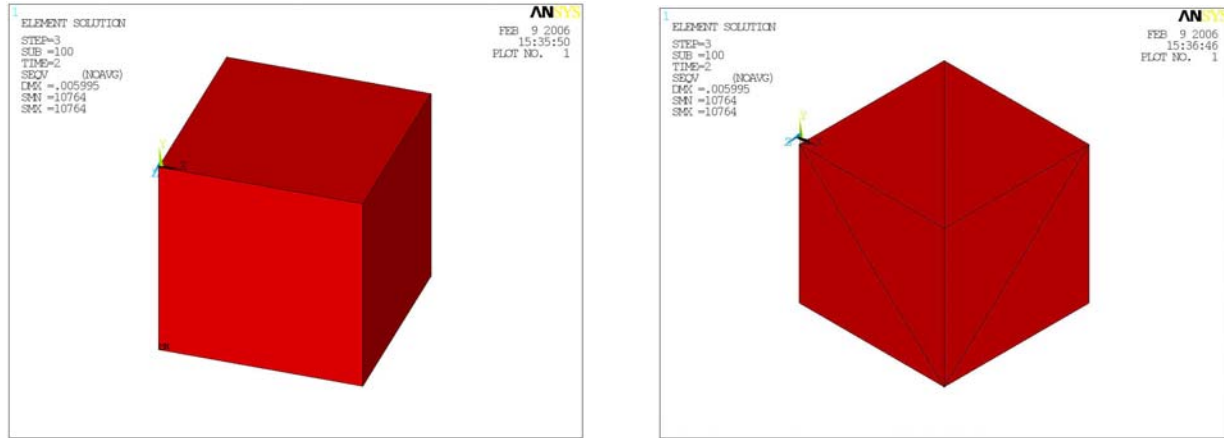 1
ANSYS
ELEMENT SOLUTION
FEB 9 2006
15:35:50
PLOT NO. 1
STEP=3
SUB =100
TIME=2
SEQV (NOAVG)
DMX =.005995
SMN =10764
SMX =10764
Y
Z
X
1
ANSYS
ELEMENT SOLUTION
FEB 9 2006
15:36:46
PLOT NO. 1
STEP=3
SUB =100
TIME=2
SEQV (NOAVG)
DMX =.005995
SMN =10764
SMX =10764
Y
Z